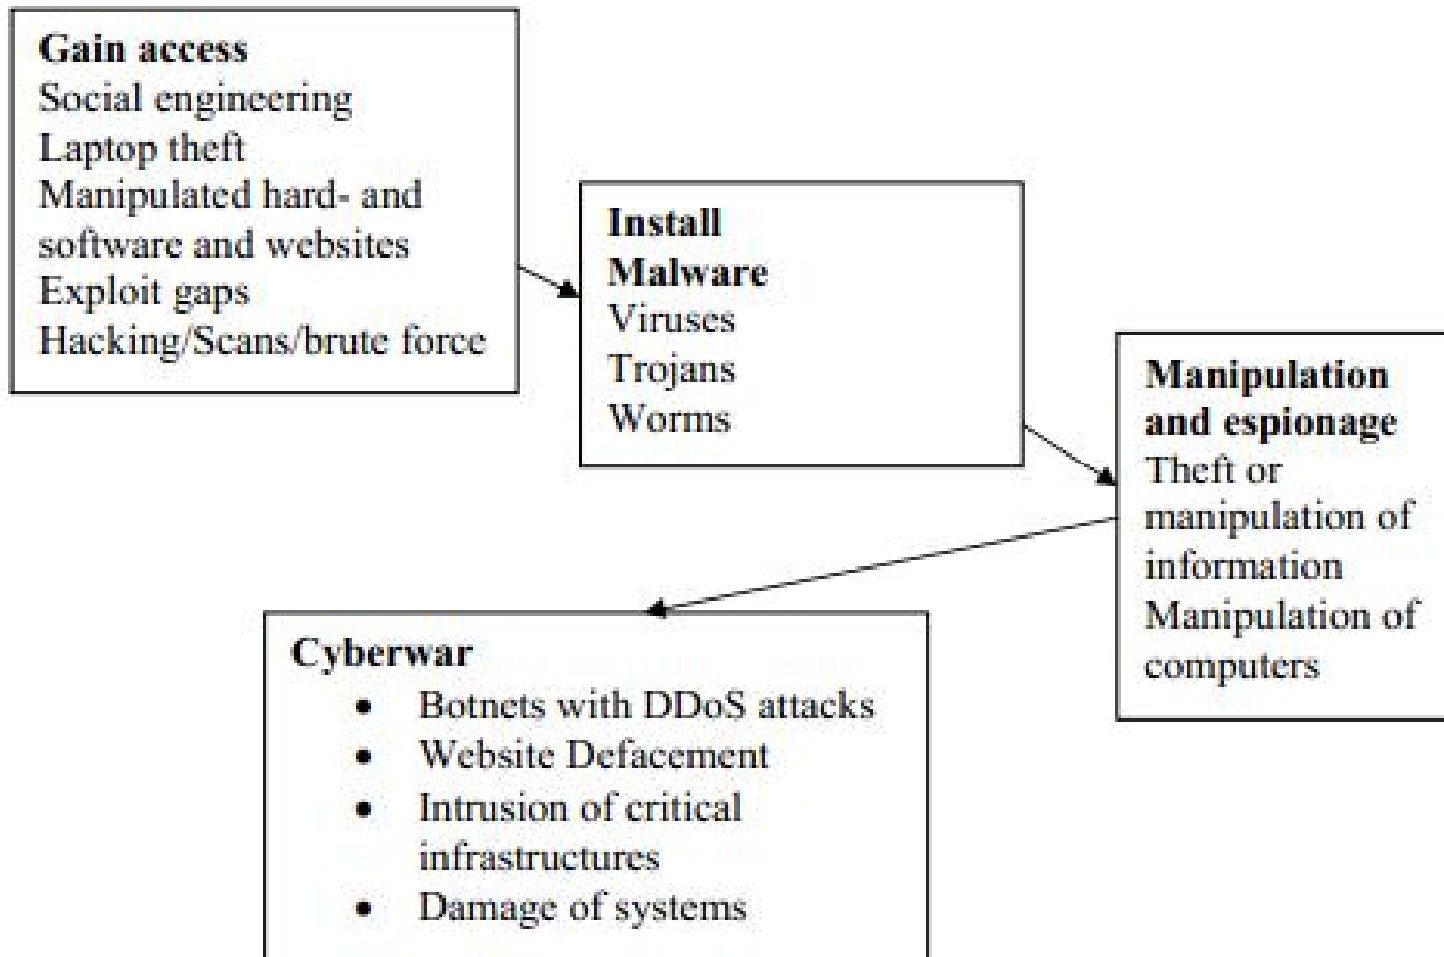 Gain access
Social engineering
Laptop theft
Manipulated hard- and
software and websites
Exploit gaps
Hacking/Scans/brute force
Install
Malware
Viruses
Trojans
Worms
Manipulation
and espionage
Theft or
manipulation of
information
Manipulation of
computers
Cyberwar
• Botnets with DDoS attacks
• Website Defacement
• Intrusion of critical
infrastructures
• Damage of systems